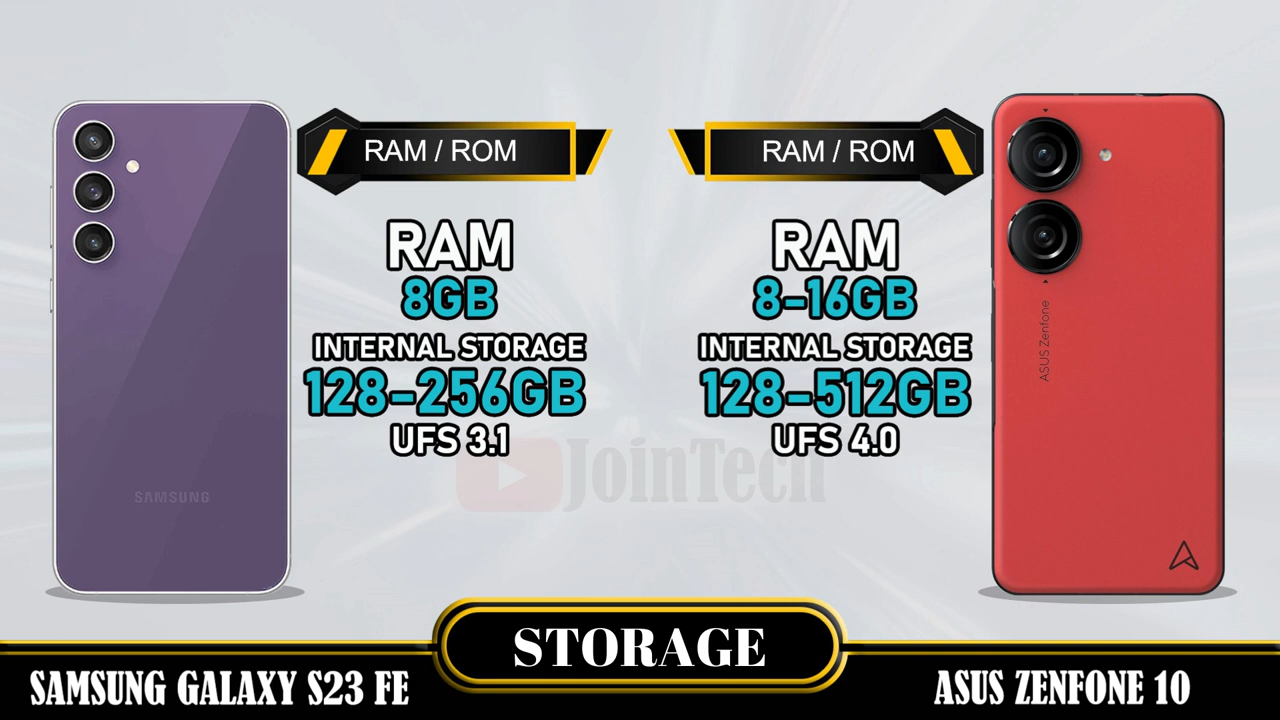 RAM / ROM
RAM
8GB
INTERNAL STORAGE
128-256GB
UFS 3.1
SAMSUNG
RAM / ROM
RAM
8-16GB
INTERNAL STORAGE
128-512GB
UFS 4.0
ASUS Zenfone
JoinTech
STORAGE
SAMSUNG GALAXY S23 FE
ASUS ZENFONE 10